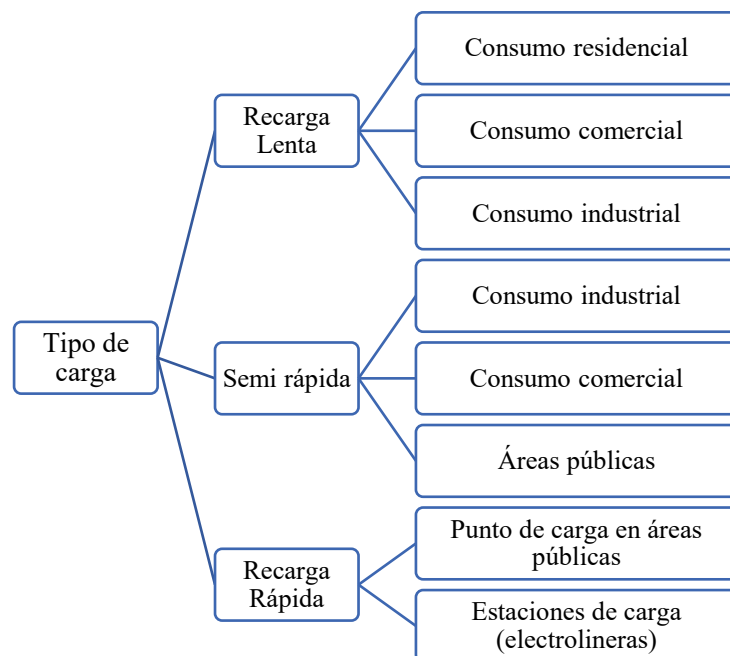 Tipo de
carga
Recarga
Lenta
Consumo residencial
Consumo comercial
Consumo industrial
Semi rápida
Consumo industrial
Consumo comercial
Áreas públicas
Recarga
Rápida
Punto de carga en áreas
públicas
Estaciones de carga
(electrolineras)